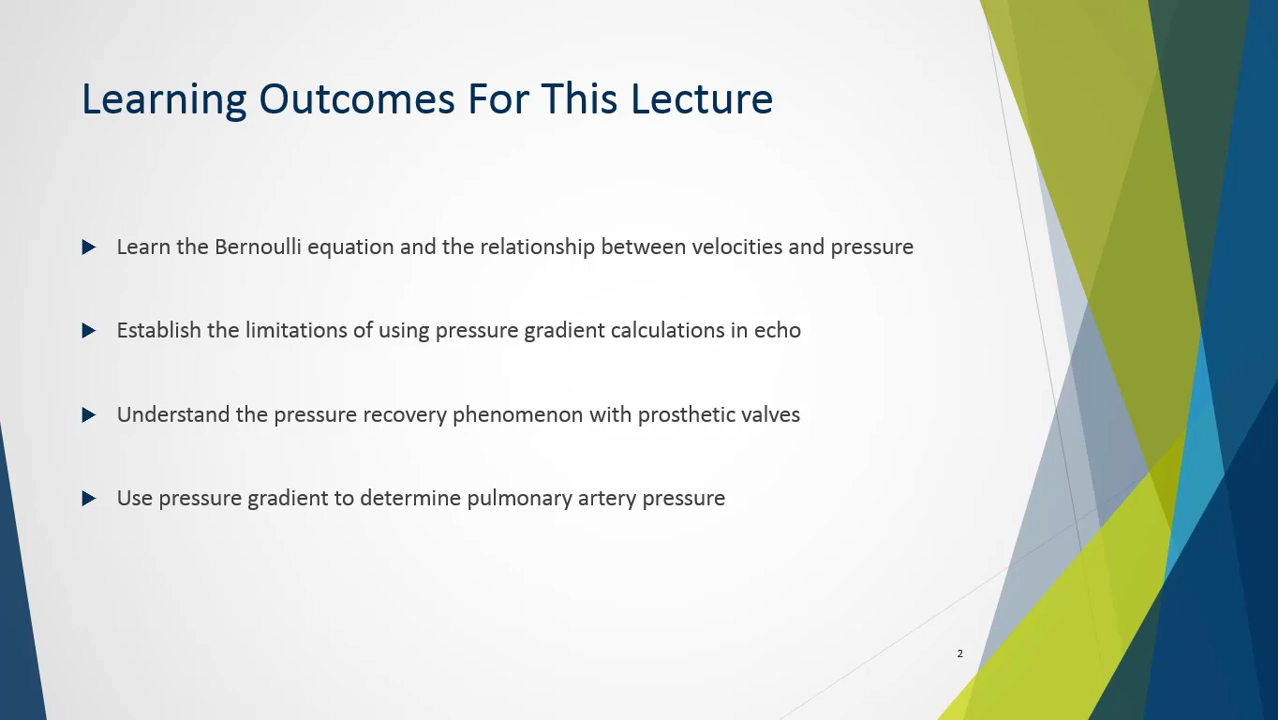 Learning Outcomes For This Lecture
Learn the Bernoulli equation and the relationship between velocities and pressure
Establish the limitations of using pressure gradient calculations in echo
Understand the pressure recovery phenomenon with prosthetic valves
Use pressure gradient to determine pulmonary artery pressure
2